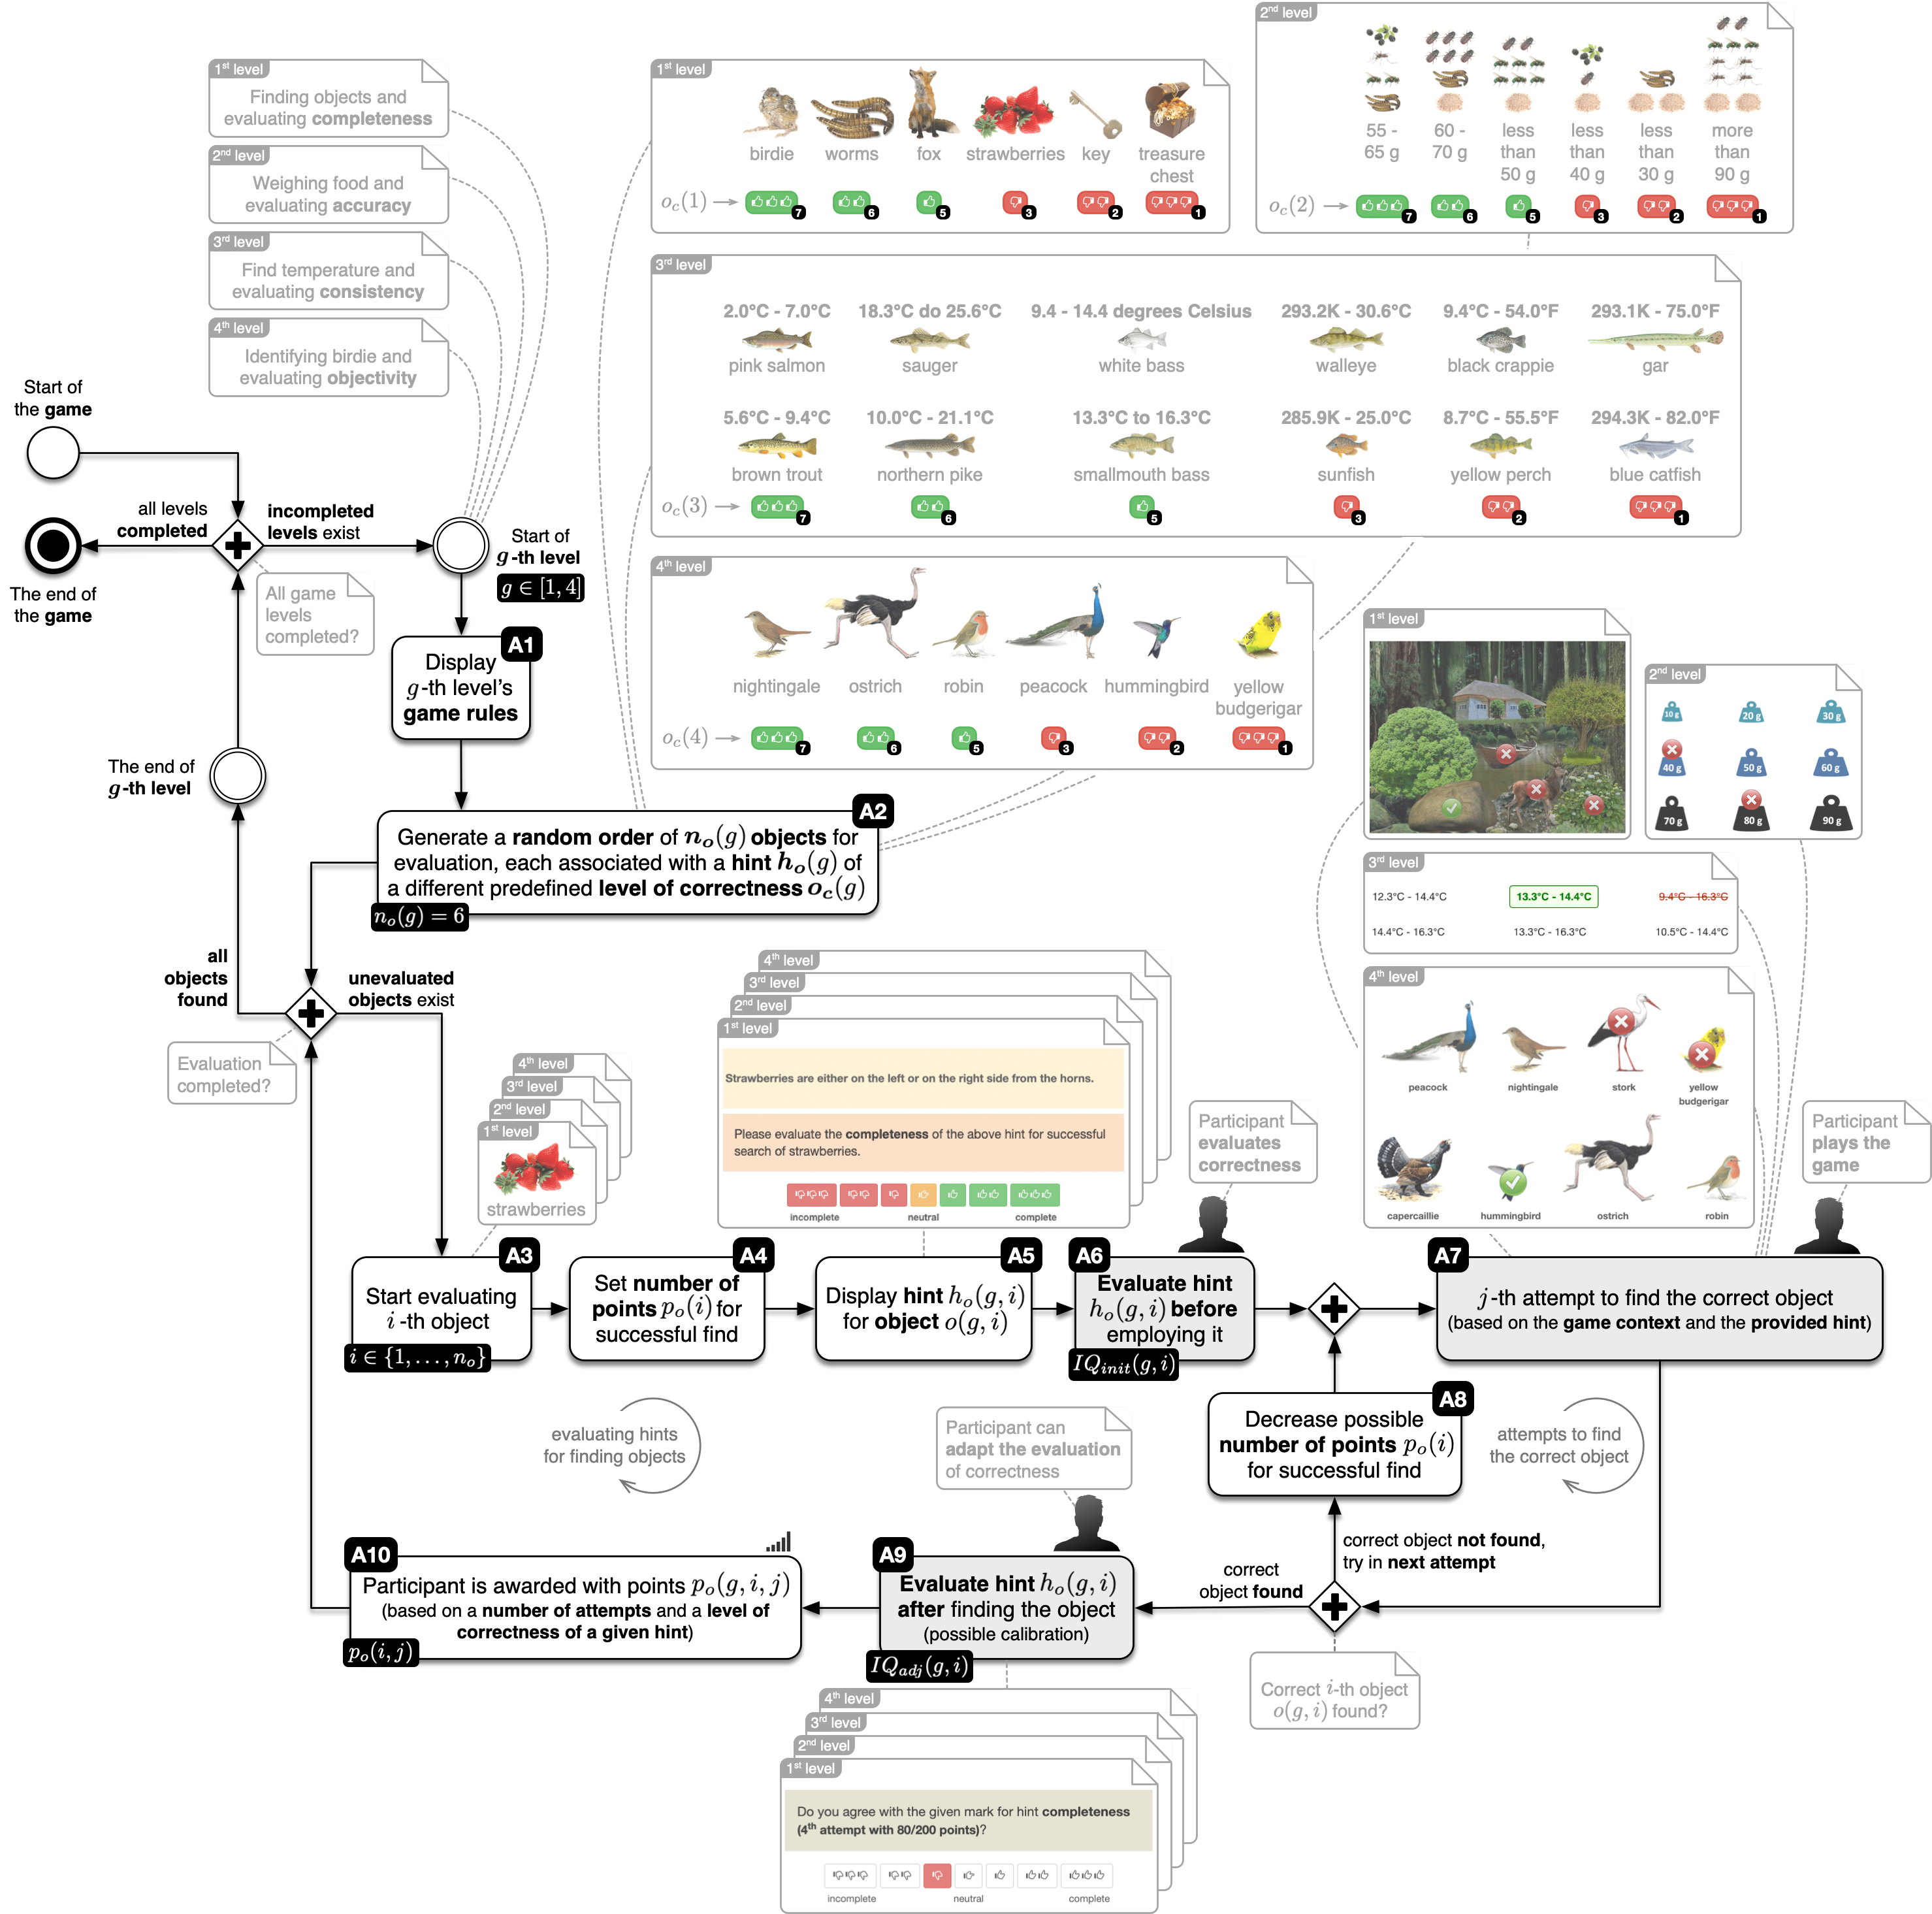 1st level
Finding objects and
evaluating completeness
2nd level
Weighing food and
evaluating accuracy
3rd level
Find temperature and
evaluating consistency
4th level
Identifying birdie and
evaluating objectivity
1st level
birdie worms fox strawberries key treasure
chest
o_c(1)
7 6 5 3 2 1
2nd level
55 - 60 - less less less more
65 g 70 g than than than than
50 g 40 g 30 g 90 g
o_c(2)
7 6 5 3 2 1
3rd level
2.0°C - 7.0°C 18.3°C do 25.6°C 9.4 - 14.4 degrees Celsius 293.2K - 30.6°C 9.4°C - 54.0°F 293.1K - 75.0°F
pink salmon sauger white bass walleye black crappie gar
5.6°C - 9.4°C 10.0°C - 21.1°C 13.3°C to 16.3°C 285.9K - 25.0°C 8.7°C - 55.5°F 294.3K - 82.0°F
brown trout northern pike smallmouth bass sunfish yellow perch blue catfish
o_c(3)
7 6 5 3 2 1
4th level
nightingale ostrich robin peacock hummingbird yellow
budgerigar
o_c(4)
7 6 5 3 2 1
Start of
the game
all levels
completed
incompleted
levels exist
The end of
the game
All game
levels
completed?
Start of
g-th level
g ∈ [1, 4]
A1
Display
g-th level's
game rules
The end of
g-th level
A2
Generate a random order of n_o(g) objects for
evaluation, each associated with a hint h_o(g) of
a different predefined level of correctness o_c(g)
n_o(g) = 6
all
objects
found
unevaluated
objects exist
Evaluation
completed?
4th level
3rd level
2nd level
1st level
strawberries
4th level
3rd level
2nd level
1st level
Strawberries are either on the left or on the right side from the horns.
Please evaluate the completeness of the above hint for successful
search of strawberries.
incomplete neutral complete
1st level
2nd level
10 g 20 g 30 g
40 g 50 g 60 g
70 g 80 g 90 g
3rd level
12.3°C - 14.4°C 13.3°C - 14.4°C 9.4°C - 16.3°C
14.4°C - 16.3°C 13.3°C - 16.3°C 10.5°C - 14.4°C
4th level
peacock nightingale stork yellow
budgerigar
capercaillie hummingbird ostrich robin
Participant
evaluates
correctness
Participant
plays the
game
A3
Start evaluating
i-th object
i ∈ {1, . . . , n_o}
A4
Set number of
points p_o(i) for
successful find
A5
Display hint h_o(g, i)
for object o(g, i)
A6
Evaluate hint
h_o(g, i) before
employing it
IQ_init(g, i)
A7
j-th attempt to find the correct object
(based on the game context and the provided hint)
A8
Decrease possible
number of points p_o(i)
for successful find
attempts to find
the correct object
evaluating hints
for finding objects
Participant can
adapt the evaluation
of correctness
correct object not found,
try in next attempt
correct
object found
Correct i-th object
o(g, i) found?
A9
Evaluate hint h_o(g, i)
after finding the object
(possible calibration)
IQ_adj(g, i)
A10
Participant is awarded with points p_o(g, i, j)
(based on a number of attempts and a level of
correctness of a given hint)
p_o(i, j)
4th level
3rd level
2nd level
1st level
Do you agree with the given mark for hint completeness
(4th attempt with 80/200 points)?
incomplete neutral complete